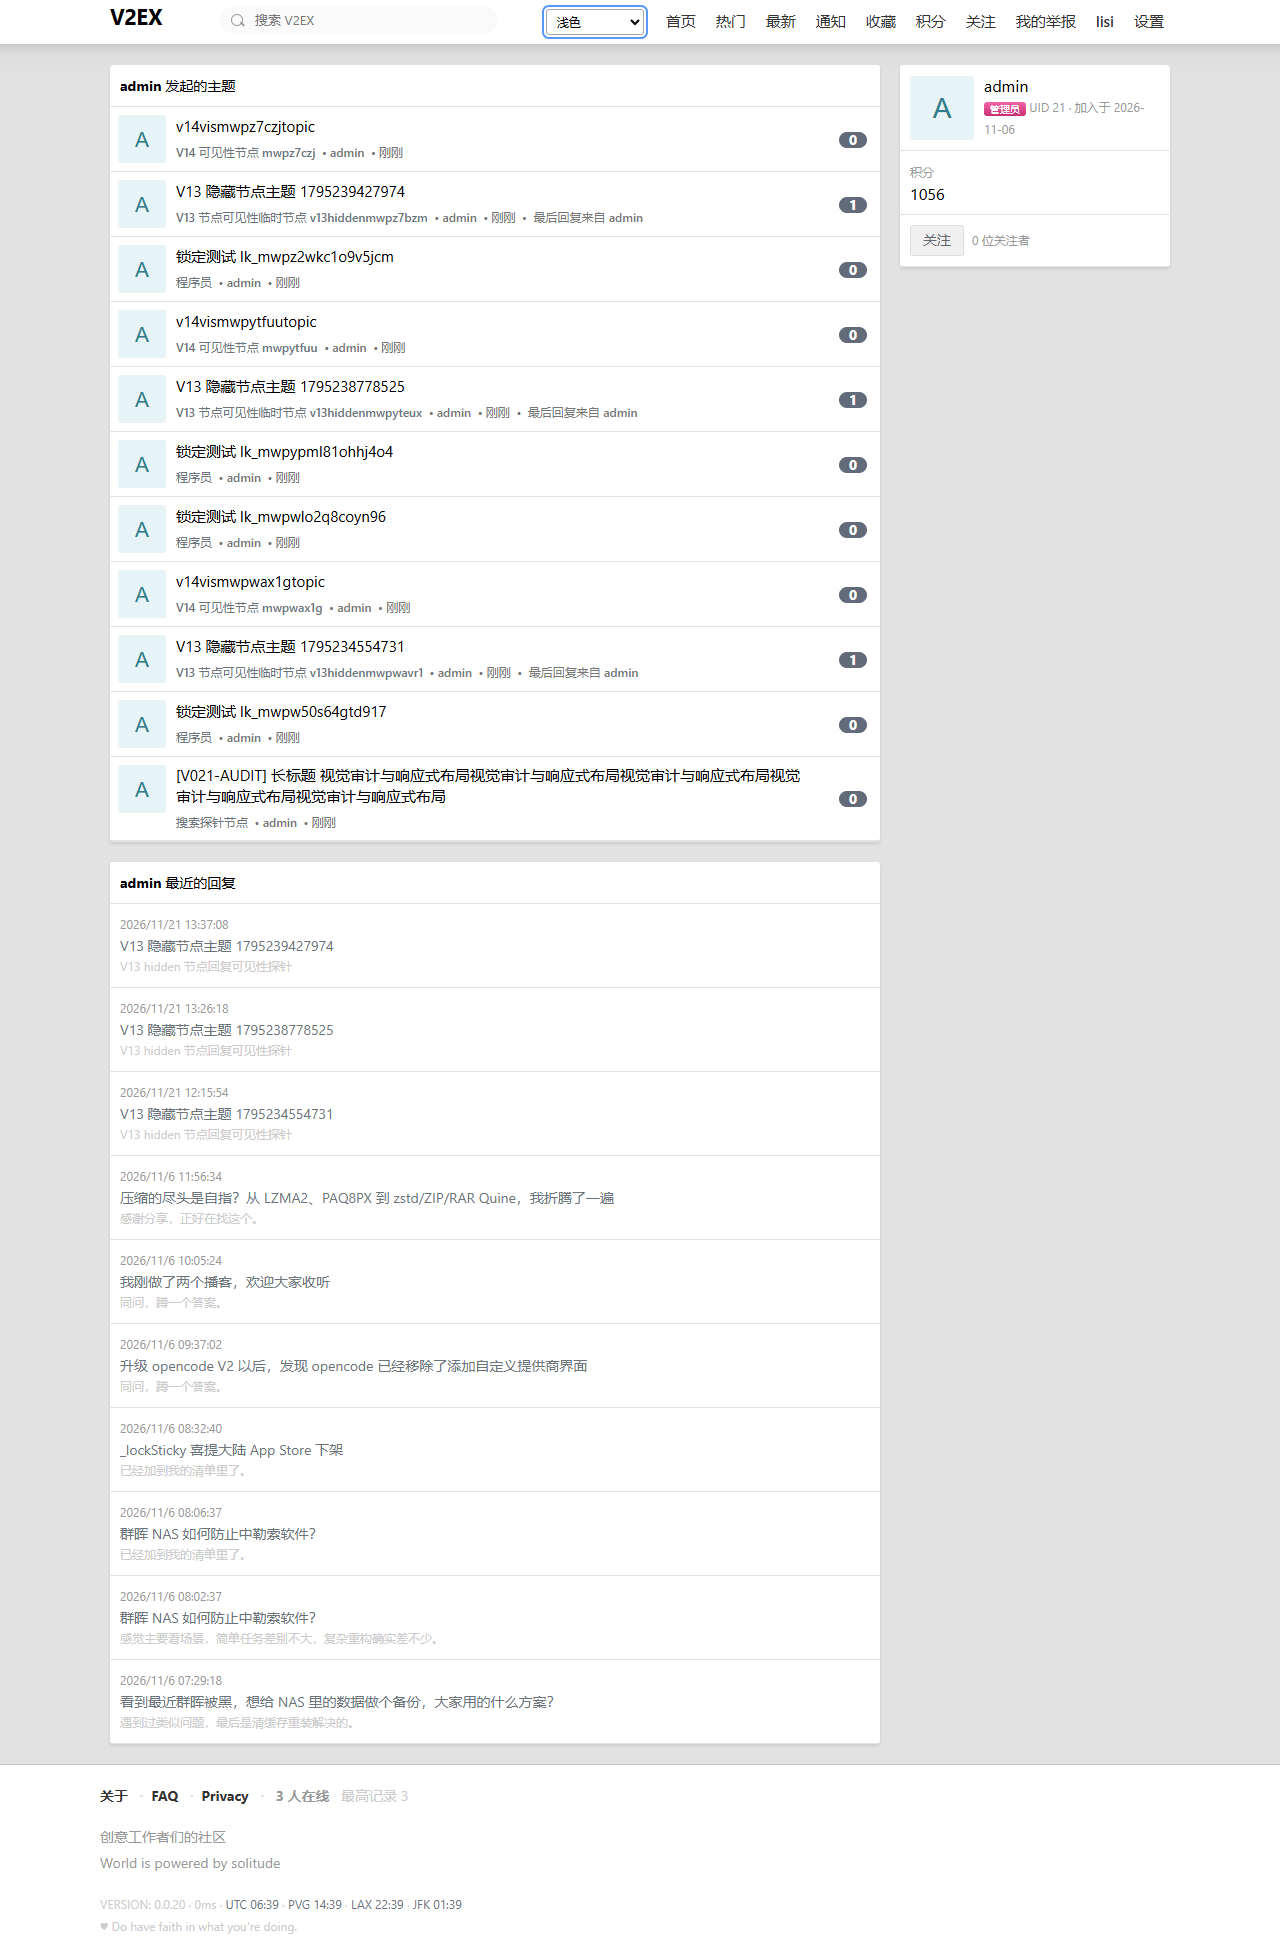 V2EX
搜索 V2EX
浅色
首页 热门 最新 通知 收藏 积分 关注 我的举报 lisi 设置
admin 发起的主题
A
v14vismwpz7czjtopic
V14 可见性节点 mwpz7czj • admin • 刚刚
0
A
V13 隐藏节点主题 1795239427974
V13 节点可见性临时节点 v13hiddenmwpz7bzm • admin • 刚刚 • 最后回复来自 admin
1
A
锁定测试 lk_mwpz2wkc1o9v5jcm
程序员 • admin • 刚刚
0
A
v14vismwpytfuutopic
V14 可见性节点 mwpytfuu • admin • 刚刚
0
A
V13 隐藏节点主题 1795238778525
V13 节点可见性临时节点 v13hiddenmwpyteux • admin • 刚刚 • 最后回复来自 admin
1
A
锁定测试 lk_mwpypml81ohhj4o4
程序员 • admin • 刚刚
0
A
锁定测试 lk_mwpwlo2q8coyn96
程序员 • admin • 刚刚
0
A
v14vismwpwax1gtopic
V14 可见性节点 mwpwax1g • admin • 刚刚
0
A
V13 隐藏节点主题 1795234554731
V13 节点可见性临时节点 v13hiddenmwpwavr1 • admin • 刚刚 • 最后回复来自 admin
1
A
锁定测试 lk_mwpw50s64gtd917
程序员 • admin • 刚刚
0
A
[V021-AUDIT] 长标题 视觉审计与响应式布局视觉审计与响应式布局视觉审计与响应式布局视觉
审计与响应式布局视觉审计与响应式布局
搜索探针节点 • admin • 刚刚
0
admin 最近的回复
2026/11/21 13:37:08
V13 隐藏节点主题 1795239427974
V13 hidden 节点回复可见性探针
2026/11/21 13:26:18
V13 隐藏节点主题 1795238778525
V13 hidden 节点回复可见性探针
2026/11/21 12:15:54
V13 隐藏节点主题 1795234554731
V13 hidden 节点回复可见性探针
2026/11/6 11:56:34
压缩的尽头是自指？从 LZMA2、PAQ8PX 到 zstd/ZIP/RAR Quine，我折腾了一遍
感谢分享，正好在找这个。
2026/11/6 10:05:24
我刚做了两个播客，欢迎大家收听
同问，蹲一个答案。
2026/11/6 09:37:02
升级 opencode V2 以后，发现 opencode 已经移除了添加自定义提供商界面
同问，蹲一个答案。
2026/11/6 08:32:40
_lockSticky 喜提大陆 App Store 下架
已经加到我的清单里了。
2026/11/6 08:06:37
群晖 NAS 如何防止中勒索软件？
已经加到我的清单里了。
2026/11/6 08:02:37
群晖 NAS 如何防止中勒索软件？
感觉主要看场景，简单任务差别不大，复杂重构确实差不少。
2026/11/6 07:29:18
看到最近群晖被黑，想给 NAS 里的数据做个备份，大家用的什么方案？
遇到过类似问题，最后是清缓存重装解决的。
A
admin
管理员 UID 21 · 加入于 2026-
11-06
积分
1056
关注 0 位关注者
关于 · FAQ · Privacy · 3 人在线 最高记录 3
创意工作者们的社区
World is powered by solitude
VERSION: 0.0.20 · 0ms · UTC 06:39 · PVG 14:39 · LAX 22:39 · JFK 01:39
♥ Do have faith in what you're doing.